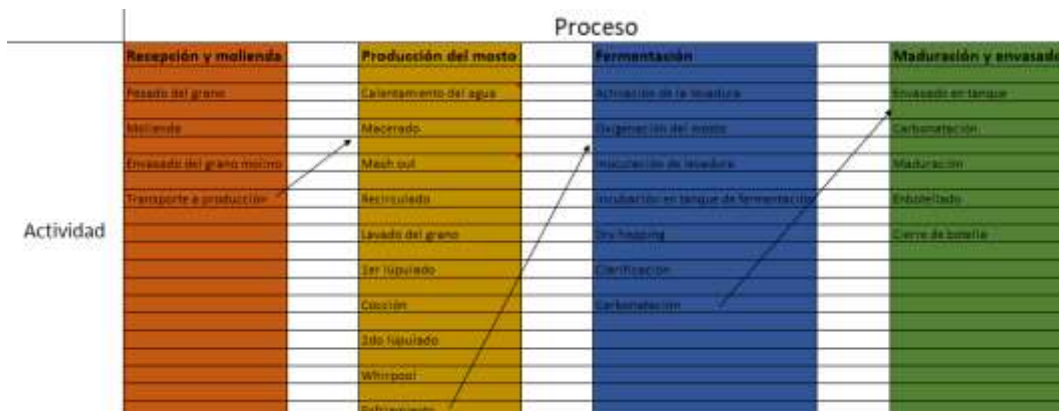 Proceso
Recepción y molienda
Producción del mosto
Fermentación
Maduración y envasado
Pesado del grano
Calentamiento del agua
Activación de la levadura
Envasado en tanque
Molienda
Macerado
Oxigenación del mosto
Carbonatación
Envasado del grano molino
Mash out
Inoculación de levadura
Maduración
Transporte a producción
Recirculado
Incubación en tanque de fermentación
Enbotellado
Actividad
Lavado del grano
Dry hopping
Cierre de botella
1er lupulado
Clarificación
Cocción
Carbonatación
2do lupulado
Whirpool